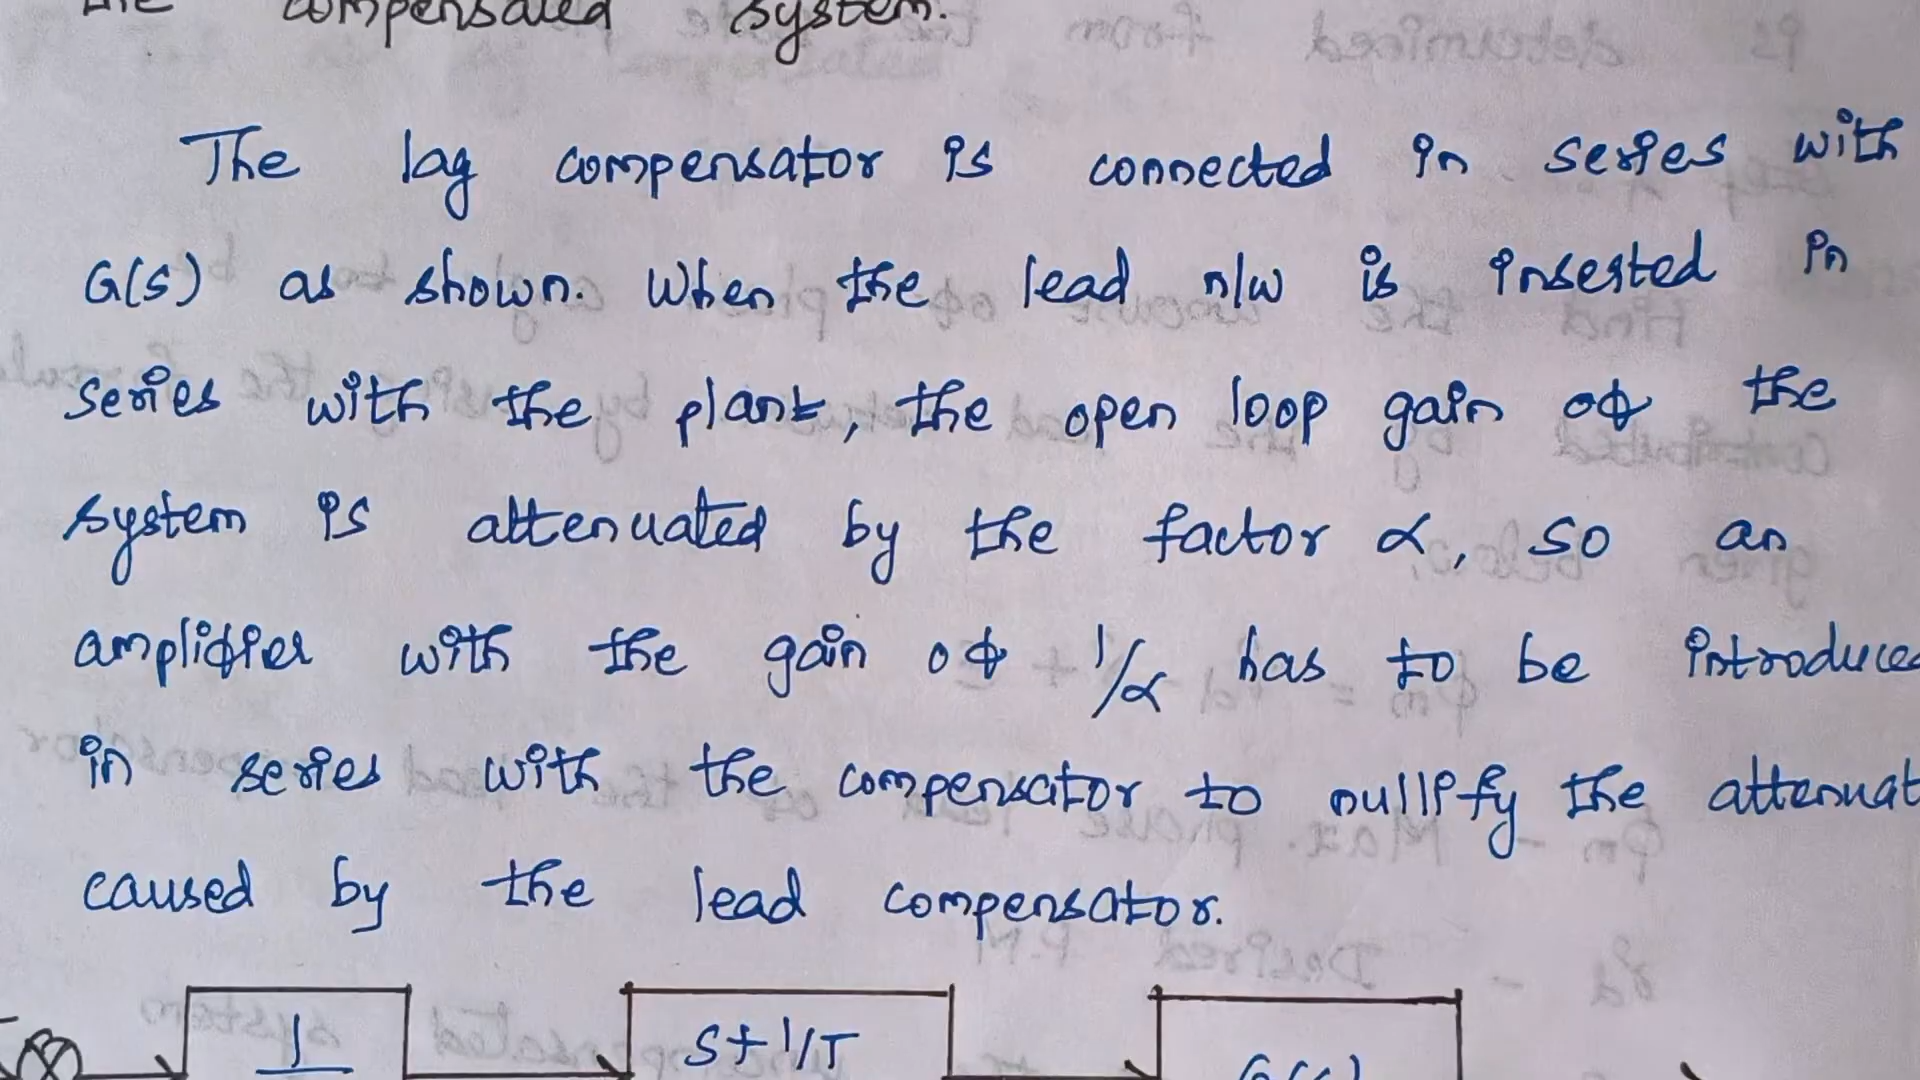 compensated system.
The lag compensator is connected in series with
G(s) as shown. When the lead n/w is inserted in
series with the plant, the open loop gain of the
system is attenuated by the factor α, so an
amplifier with the gain of 1/α has to be introduced
in series with the compensator to nullify the attenuat
caused by the lead compensator.
1
S+1/T
G(s)